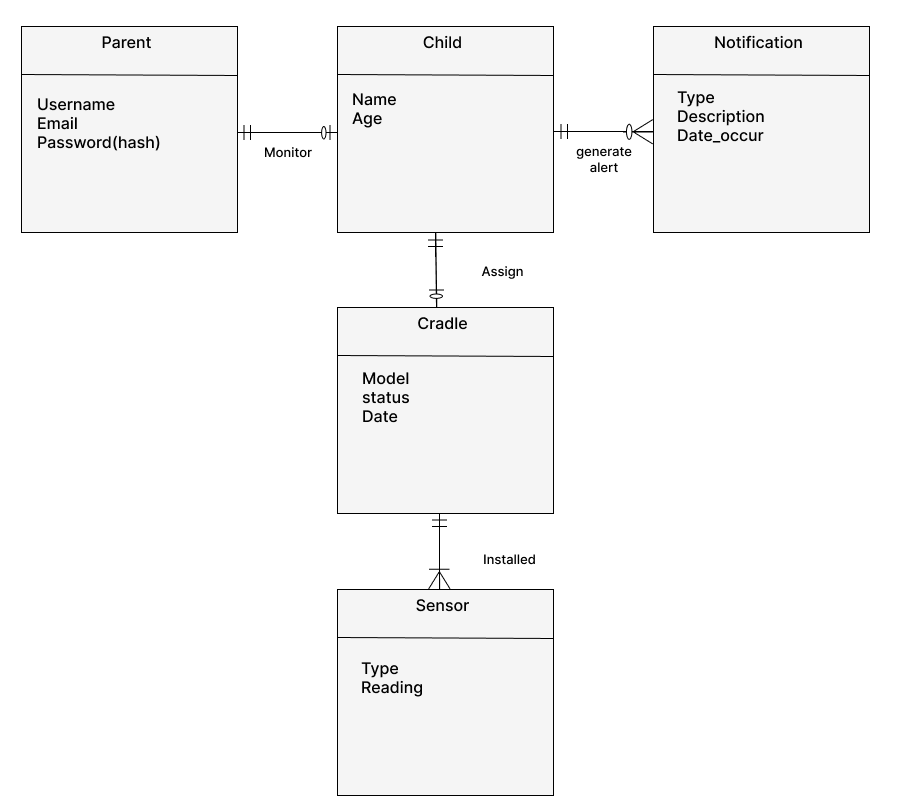 Parent
Username
Email
Password(hash)
Monitor
Child
Name
Age
generate
alert
Notification
Type
Description
Date_occur
Assign
Cradle
Model
status
Date
Installed
Sensor
Type
Reading